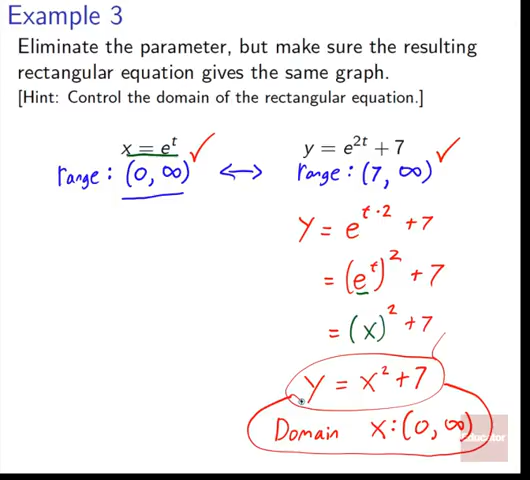 Example 3
Eliminate the parameter, but make sure the resulting
rectangular equation gives the same graph.
[Hint: Control the domain of the rectangular equation.]
x = e^t ✓ y = e^{2t} + 7 ✓
range: (0, ∞) ↔ range: (7, ∞)
y = e^{t·2} + 7
= (e^t)^2 + 7
= (x)^2 + 7
y = x^2 + 7
Domain x: (0, ∞)
educator